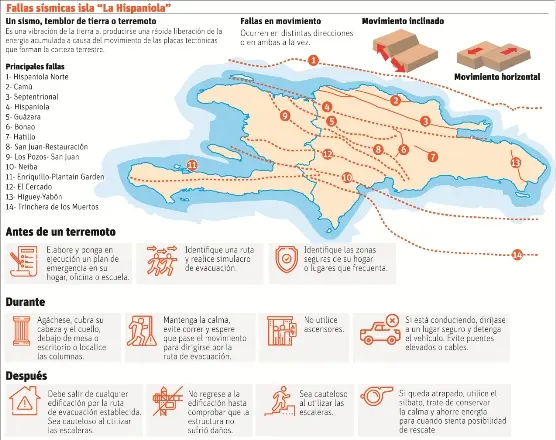 Fallas sísmicas isla "La Hispaniola"
Un sísmo, temblor de tierra o terremoto
Es una vibración de la tierra a, producirse una rápida liberación de la
energía acumulada a causa del movimiento de las placas tectónicas
que forman la corteza terrestre.
Fallas en movimiento
Ocurren en distintas direcciones
o en ambas a la vez.
Movimiento inclinado
Movimiento horizontal
Principales fallas
1- Hispaniola Norte
2- Camú
3- Septentrional
4- Hispaniola
5- Guázara
6- Bonao
7- Hatillo
8- San Juan-Restauración
9- Los Pozos- San Juan
10- Neiba
11- Enriquillo-Plantain Garden
12- El Cercado
13- Higuey-Yabón
14- Trinchera de los Muertos
1
2
3
4
5
6
7
8
9
10
11
12
13
14
Antes de un terremoto
Elabore y ponga en
ejecución un plan de
emergencia en su
hogar, oficina o escuela.
Identifique una ruta
y realice simulacro
de evacuación.
Identifique las zonas
seguras de su hogar
o lugares que frecuenta.
Durante
Agáchese, cubra su
cabeza y el cuello,
debajo de mesa o
escritorio o localice
las columnas.
Mantenga la calma,
evite correr y espere
que pase el movimiento
para dirigirse por la
ruta de evacuación.
No utilice
ascensores.
Si está conduciendo, diríjase
a un lugar seguro y detenga
el vehículo. Evite puentes
elevados o cables.
Después
Debe salir de cualquier
edificación por la ruta
de evacuación establecida.
Sea cauteloso al utilizar
las escaleras.
No regrese a la
edificación hasta
comprobar que la
estructura no
sufrió daños.
Sea cauteloso
al utilizar las
escaleras.
Si queda atrapado, utilice el
silbato, trate de conservar
la calma y ahorre energía
para cuando sienta posibilidad
de rescate